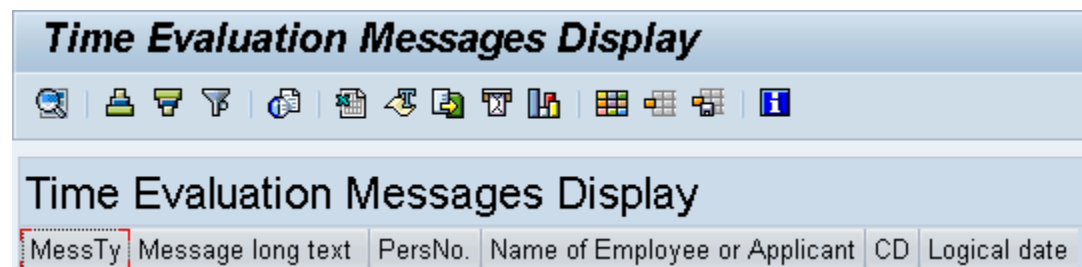 Time Evaluation Messages Display
Time Evaluation Messages Display
MessTy Message long text PersNo. Name of Employee or Applicant CD Logical date